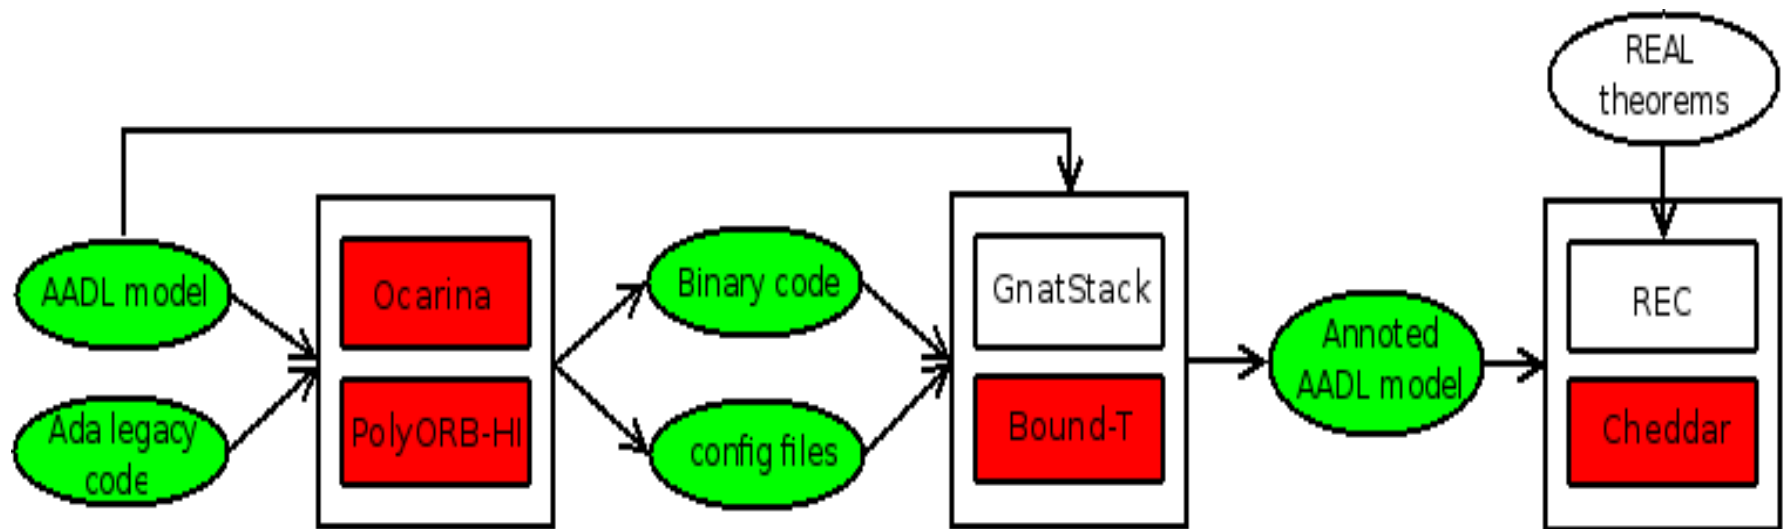 REAL
theorems
AADL model
Ocarina
Binary code
GnatStack
REC
Annoted
AADL model
Ada legacy
code
PolyORB-HI
config files
Bound-T
Cheddar